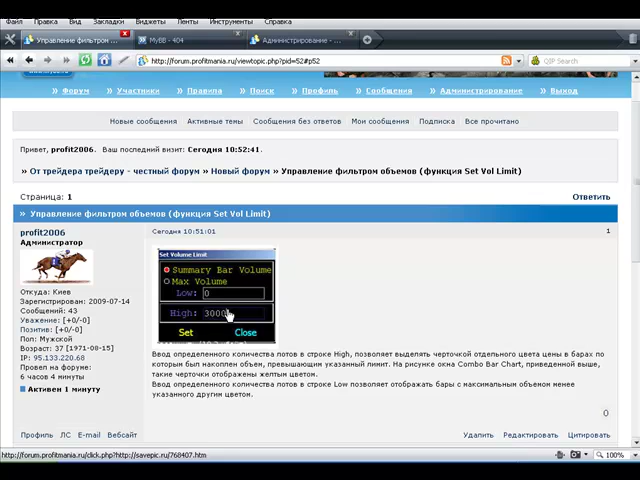 Файл Правка Вид Закладки Виджеты Ленты Инструменты Справка
Управление фильтром ... MyBB - 404 Администрирование - ...
http://forum.profitmania.ru/viewtopic.php?pid=52#p52 QIP Search
» Форум » Участники » Правила » Поиск » Профиль » Сообщения » Администрирование » Выход
Новые сообщения Активные темы Сообщения без ответов Мои сообщения Подписка Все прочитано
Привет, profit2006. Ваш последний визит: Сегодня 10:52:41.
» От трейдера трейдеру - честный форум » Новый форум » Управление фильтром объемов (функция Set Vol Limit)
Страница: 1 Ответить
» Управление фильтром объемов (функция Set Vol Limit)
profit2006 Сегодня 10:51:01 1
Администратор
Откуда: Киев
Зарегистрирован: 2009-07-14
Сообщений: 43
Уважение: [+0/-0]
Позитив: [+0/-0]
Пол: Мужской
Возраст: 37 [1971-08-15]
IP: 95.133.220.68
Провел на форуме:
6 часов 4 минуты
Активен 1 минуту
Set Volume Limit
Summary Bar Volume
Max Volume
Low: 0
High: 3000
Set Close
Ввод определенного количества лотов в строке High, позволяет выделять черточкой отдельного цвета цены в барах по
которым был накоплен объем, превышающим указанный лимит. На рисунке окна Combo Bar Chart, приведенной выше,
такие черточки отображены желтым цветом.
Ввод определенного количества лотов в строке Low позволяет отображать бары с максимальным объемом менее
указанного другим цветом.
0
Профиль ЛС E-mail Вебсайт Удалить Редактировать Цитировать
http://forum.profitmania.ru/click.php?http://savepic.ru/768407.htm 100%